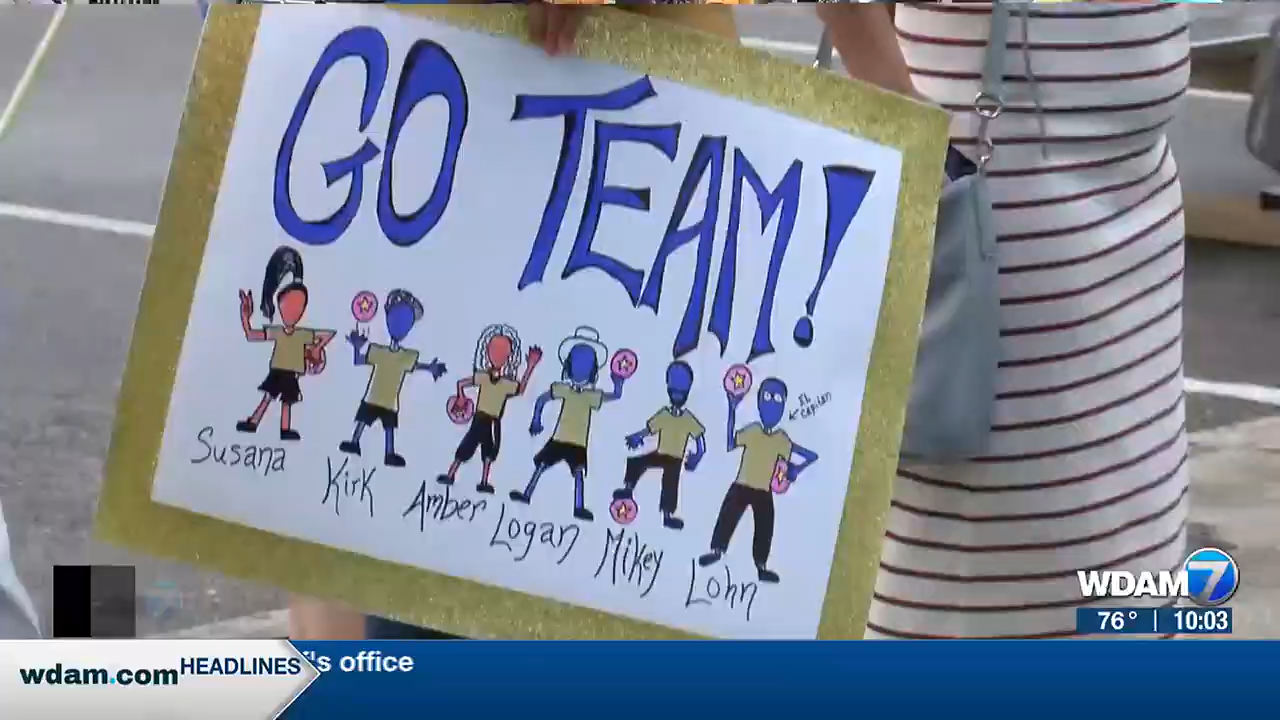 GO TEAM!
EL CAPITAN
Susana
Kirk
Amber
Logan
Mikey
Lohn
WDAM 7
76° | 10:03
wdam.com HEADLINES
's office